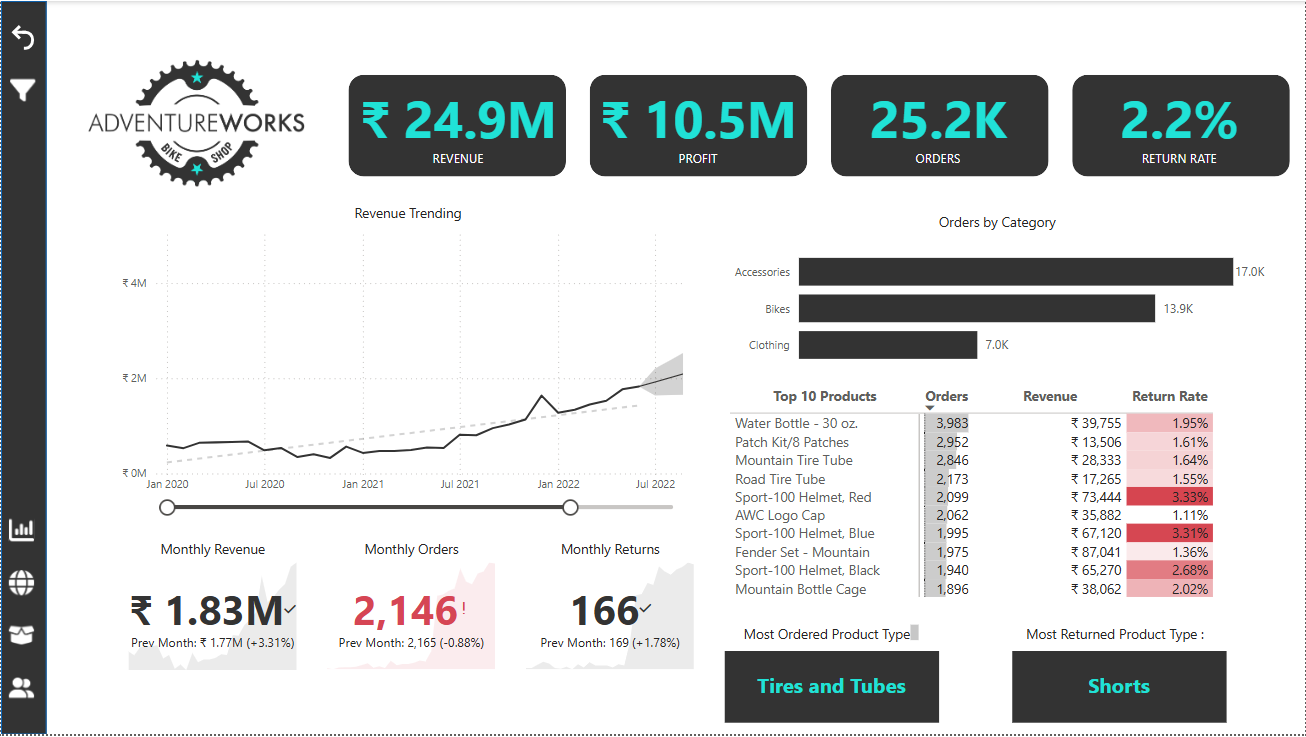 ADVENTUREWORKS
BIKE SHOP
₹ 24.9M
REVENUE
₹ 10.5M
PROFIT
25.2K
ORDERS
2.2%
RETURN RATE
Revenue Trending
₹ 4M
₹ 2M
₹ 0M
Jan 2020 Jul 2020 Jan 2021 Jul 2021 Jan 2022 Jul 2022
Orders by Category
Accessories 17.0K
Bikes 13.9K
Clothing 7.0K
Top 10 Products Orders Revenue Return Rate
Water Bottle - 30 oz. 3,983 ₹ 39,755 1.95%
Patch Kit/8 Patches 2,952 ₹ 13,506 1.61%
Mountain Tire Tube 2,846 ₹ 28,333 1.64%
Road Tire Tube 2,173 ₹ 17,265 1.55%
Sport-100 Helmet, Red 2,099 ₹ 73,444 3.33%
AWC Logo Cap 2,062 ₹ 35,882 1.11%
Sport-100 Helmet, Blue 1,995 ₹ 67,120 3.31%
Fender Set - Mountain 1,975 ₹ 87,041 1.36%
Sport-100 Helmet, Black 1,940 ₹ 65,270 2.68%
Mountain Bottle Cage 1,896 ₹ 38,062 2.02%
Monthly Revenue
₹ 1.83M
Prev Month: ₹ 1.77M (+3.31%)
Monthly Orders
2,146!
Prev Month: 2,165 (-0.88%)
Monthly Returns
166
Prev Month: 169 (+1.78%)
Most Ordered Product Type
Tires and Tubes
Most Returned Product Type :
Shorts